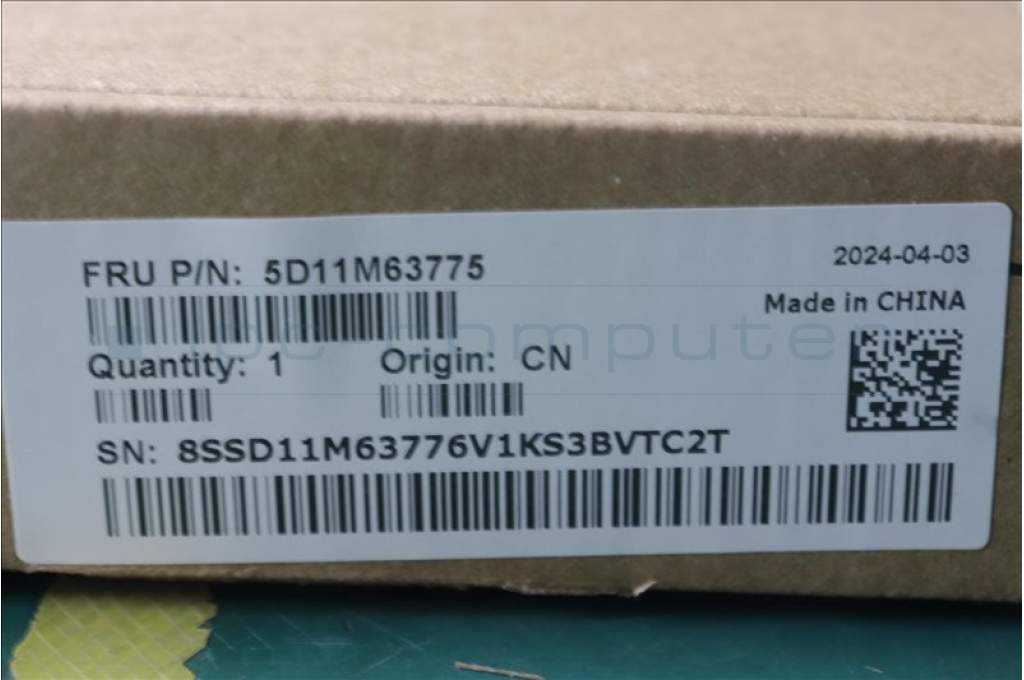 FRU P/N: 5D11M63775
2024-04-03
Made in CHINA
Quantity: 1 Origin: CN
SN: 8SSD11M63776V1KS3BVTC2T